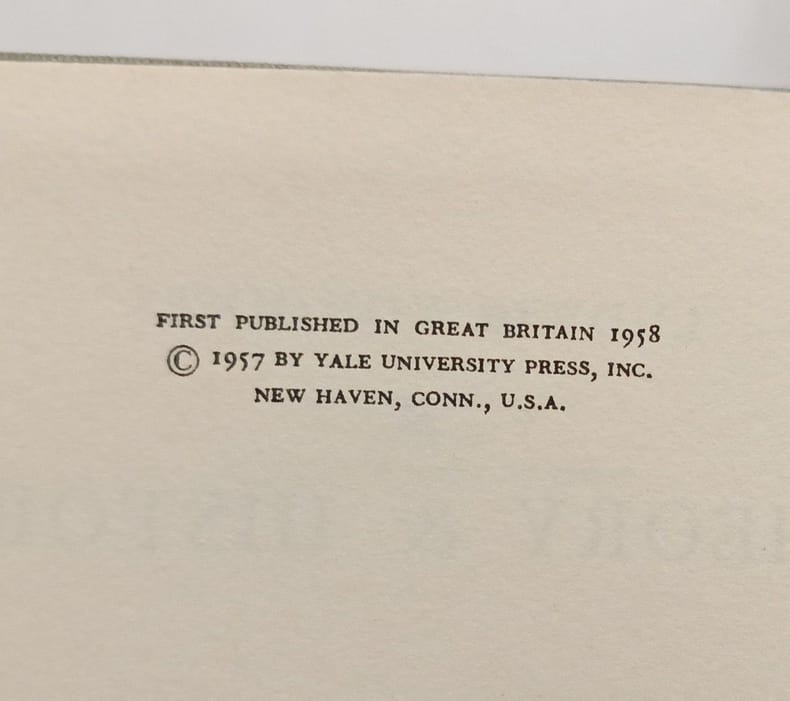 FIRST PUBLISHED IN GREAT BRITAIN 1958
© 1957 BY YALE UNIVERSITY PRESS, INC.
NEW HAVEN, CONN., U.S.A.